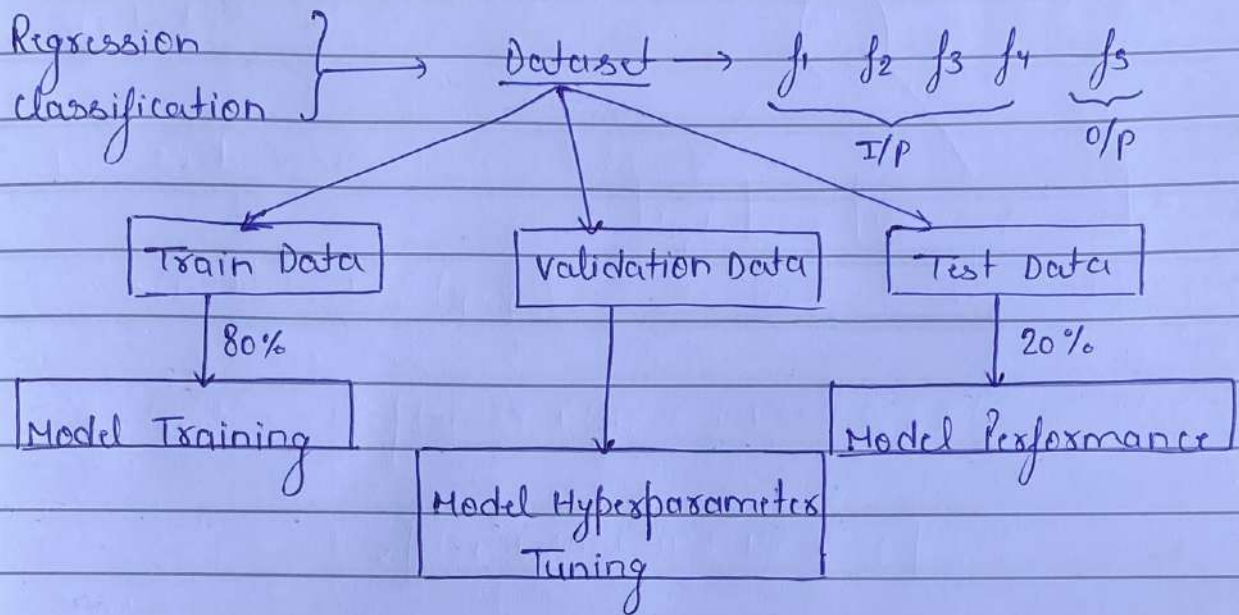 Regression
classification
Dataset
f1 f2 f3 f4 f5
I/P
O/P
Train Data
Validation Data
Test Data
80%
20%
Model Training
Model Performance
Model Hyperparameter
Tuning